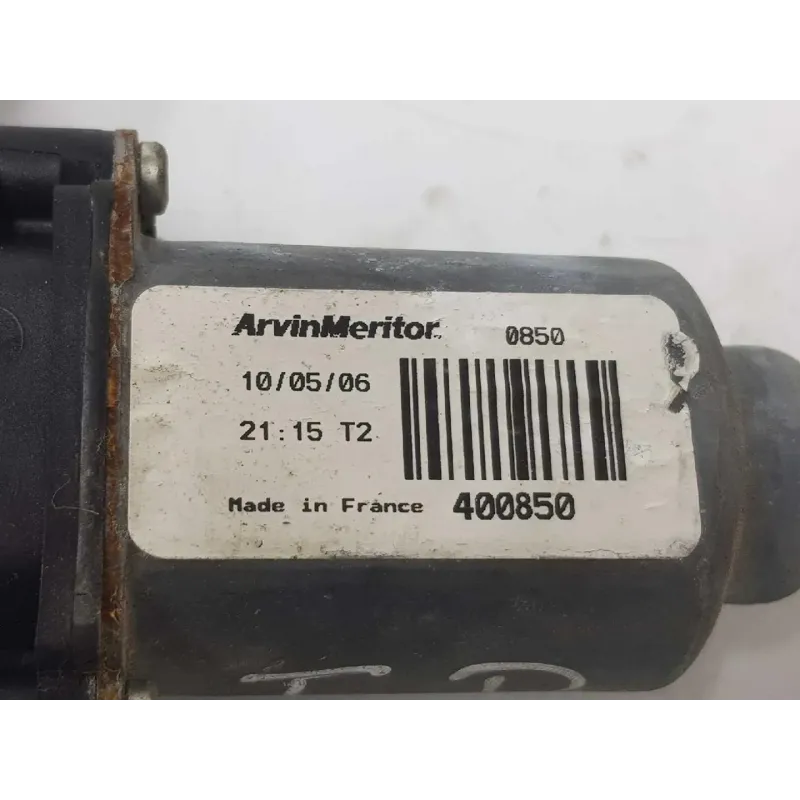 ArvinMeritor 0850
10/05/06
21:15 T2
Made in France 400850